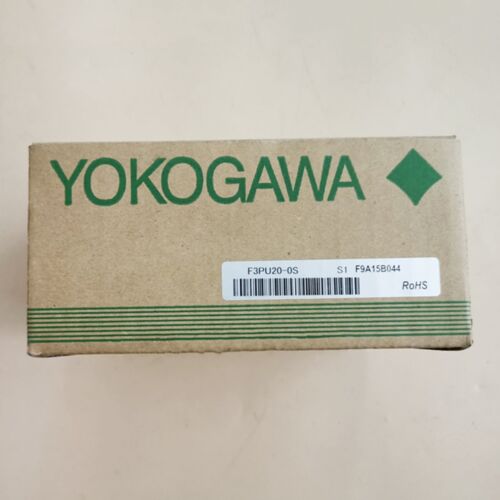 YOKOGAWA
F3PU20-0S S1 F9A15B044
RoHS